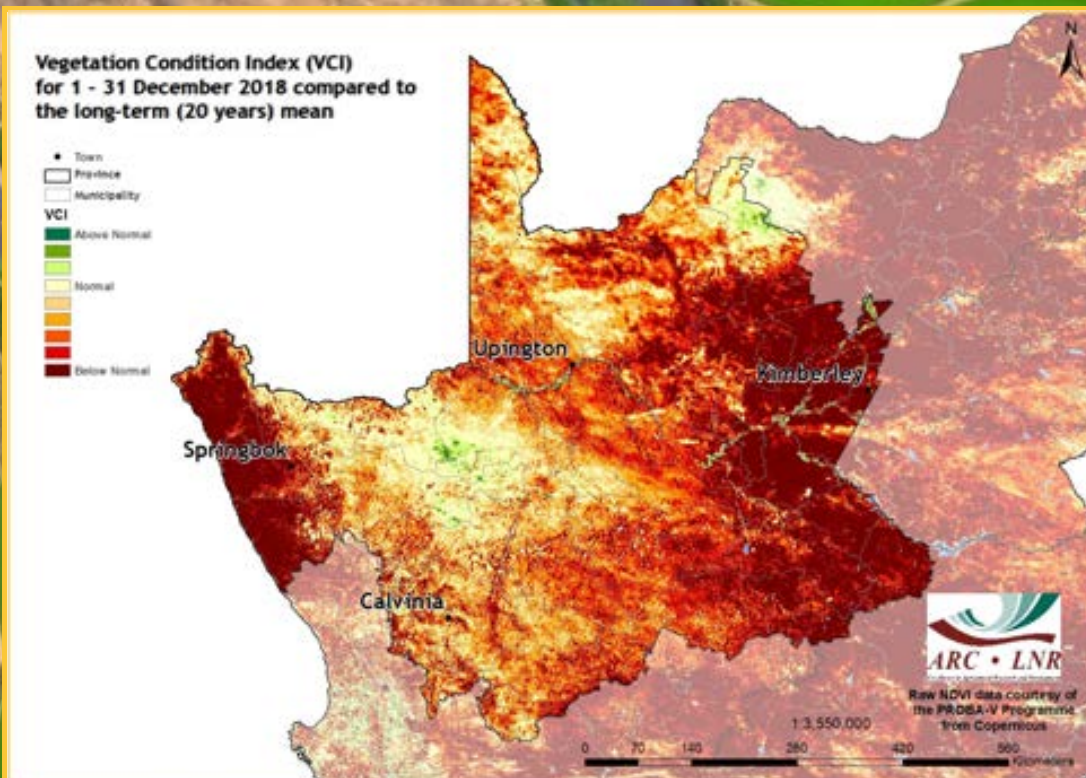 Vegetation Condition Index (VCI)
for 1 - 31 December 2018 compared to
the long-term (20 years) mean
N
Town
Province
Municipality
VCI
Above Normal
Normal
Below Normal
Upington
Kimberley
Springbok
Calvinia
ARC • LNR
Raw NDVI data courtesy of
the PROBA-V Programme
from Copernicus
1:3,550,000
0 70 140 280 420 560
Kilometers